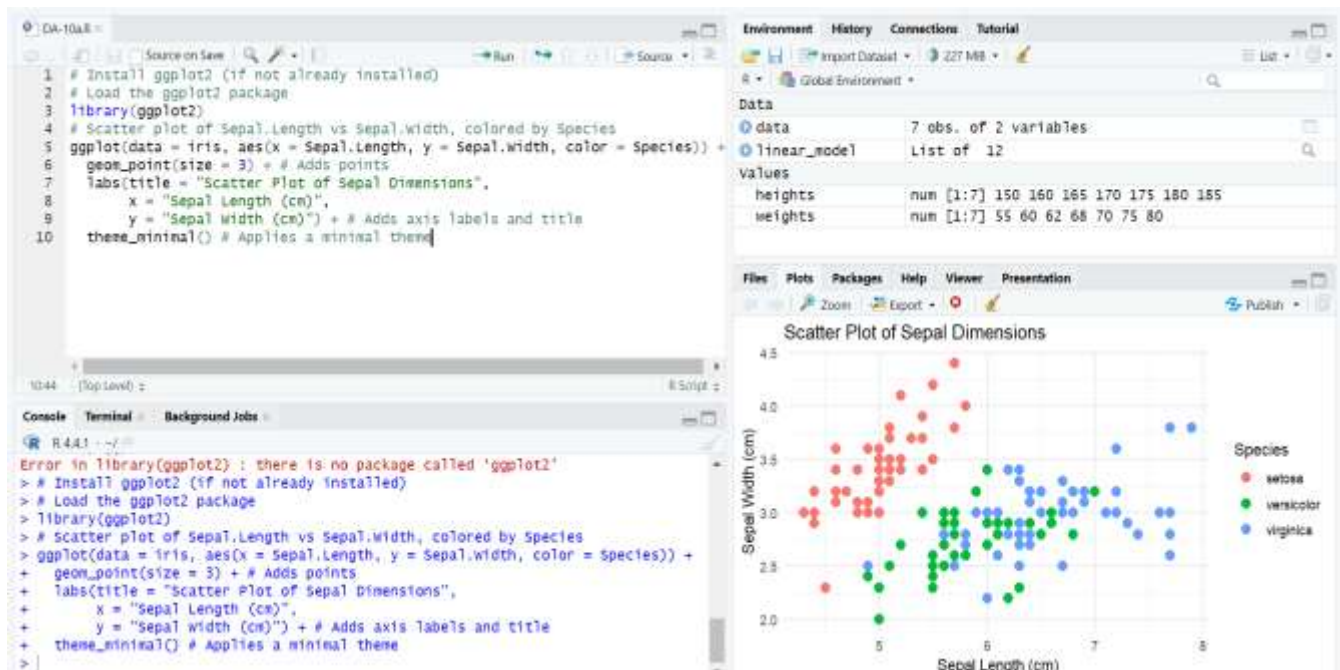 DA-10a.R
Source on Save Run Source
1 # Install ggplot2 (if not already installed)
2 # Load the ggplot2 package
3 library(ggplot2)
4 # Scatter plot of Sepal.Length vs Sepal.Width, colored by Species
5 ggplot(data = iris, aes(x = Sepal.Length, y = Sepal.Width, color = Species)) +
6 geom_point(size = 3) + # Adds points
7 labs(title = "Scatter Plot of Sepal Dimensions",
8 x = "Sepal Length (cm)",
9 y = "Sepal Width (cm)") + # Adds axis labels and title
10 theme_minimal() # Applies a minimal theme
10:44 (Top Level) R Script
Console Terminal Background Jobs
R 4.4.1 · ~/
Error in library(ggplot2) : there is no package called 'ggplot2'
> # Install ggplot2 (if not already installed)
> # Load the ggplot2 package
> library(ggplot2)
> # Scatter plot of Sepal.Length vs Sepal.Width, colored by Species
> ggplot(data = iris, aes(x = Sepal.Length, y = Sepal.Width, color = Species)) +
+ geom_point(size = 3) + # Adds points
+ labs(title = "Scatter Plot of Sepal Dimensions",
+ x = "Sepal Length (cm)",
+ y = "Sepal Width (cm)") + # Adds axis labels and title
+ theme_minimal() # Applies a minimal theme
>
Environment History Connections Tutorial
Import Dataset 227 MiB List
R Global Environment
Data
data 7 obs. of 2 variables
linear_model List of 12
Values
heights num [1:7] 150 160 165 170 175 180 185
weights num [1:7] 55 60 62 68 70 75 80
Files Plots Packages Help Viewer Presentation
Zoom Export Publish
Scatter Plot of Sepal Dimensions
4.5
4.0
3.5
3.0
2.5
2.0
Sepal Width (cm)
5 6 7 8
Sepal Length (cm)
Species
setosa
versicolor
virginica